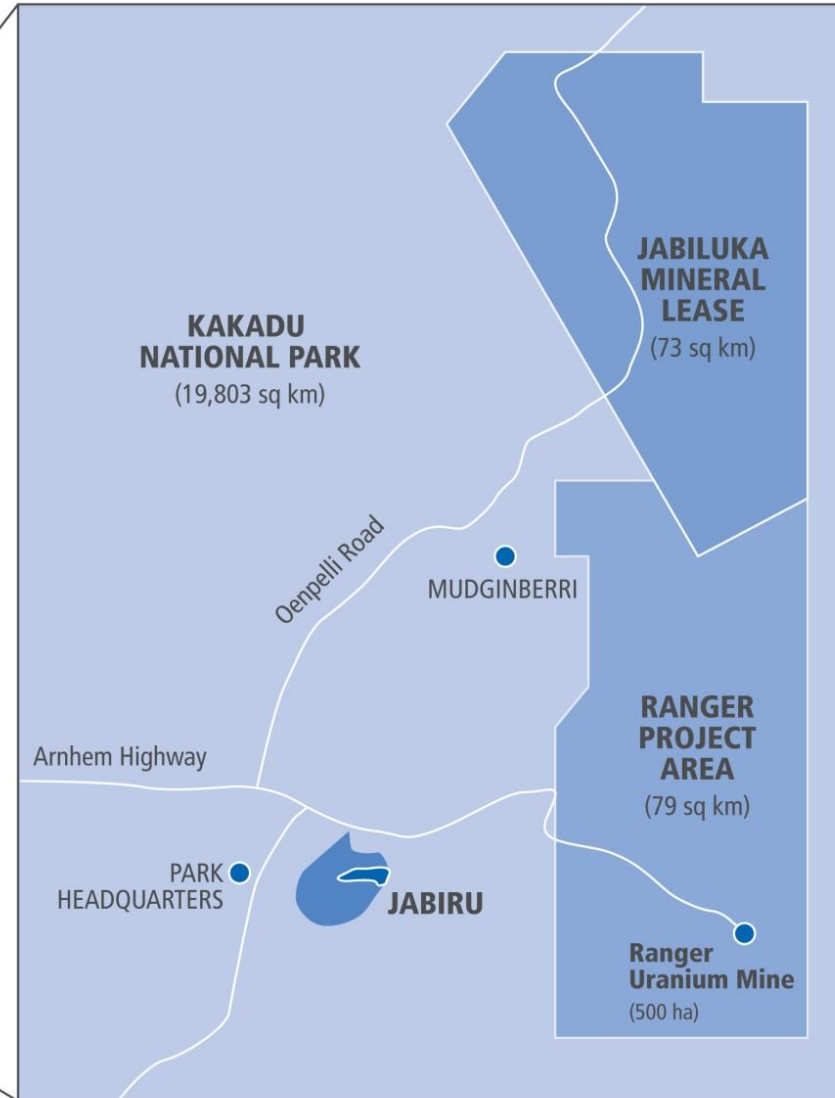 JABILUKA
MINERAL
LEASE
(73 sq km)
KAKADU
NATIONAL PARK
(19,803 sq km)
Oenpelli Road
MUDGINBERRI
RANGER
PROJECT
AREA
(79 sq km)
Arnhem Highway
PARK
HEADQUARTERS
JABIRU
Ranger
Uranium Mine
(500 ha)